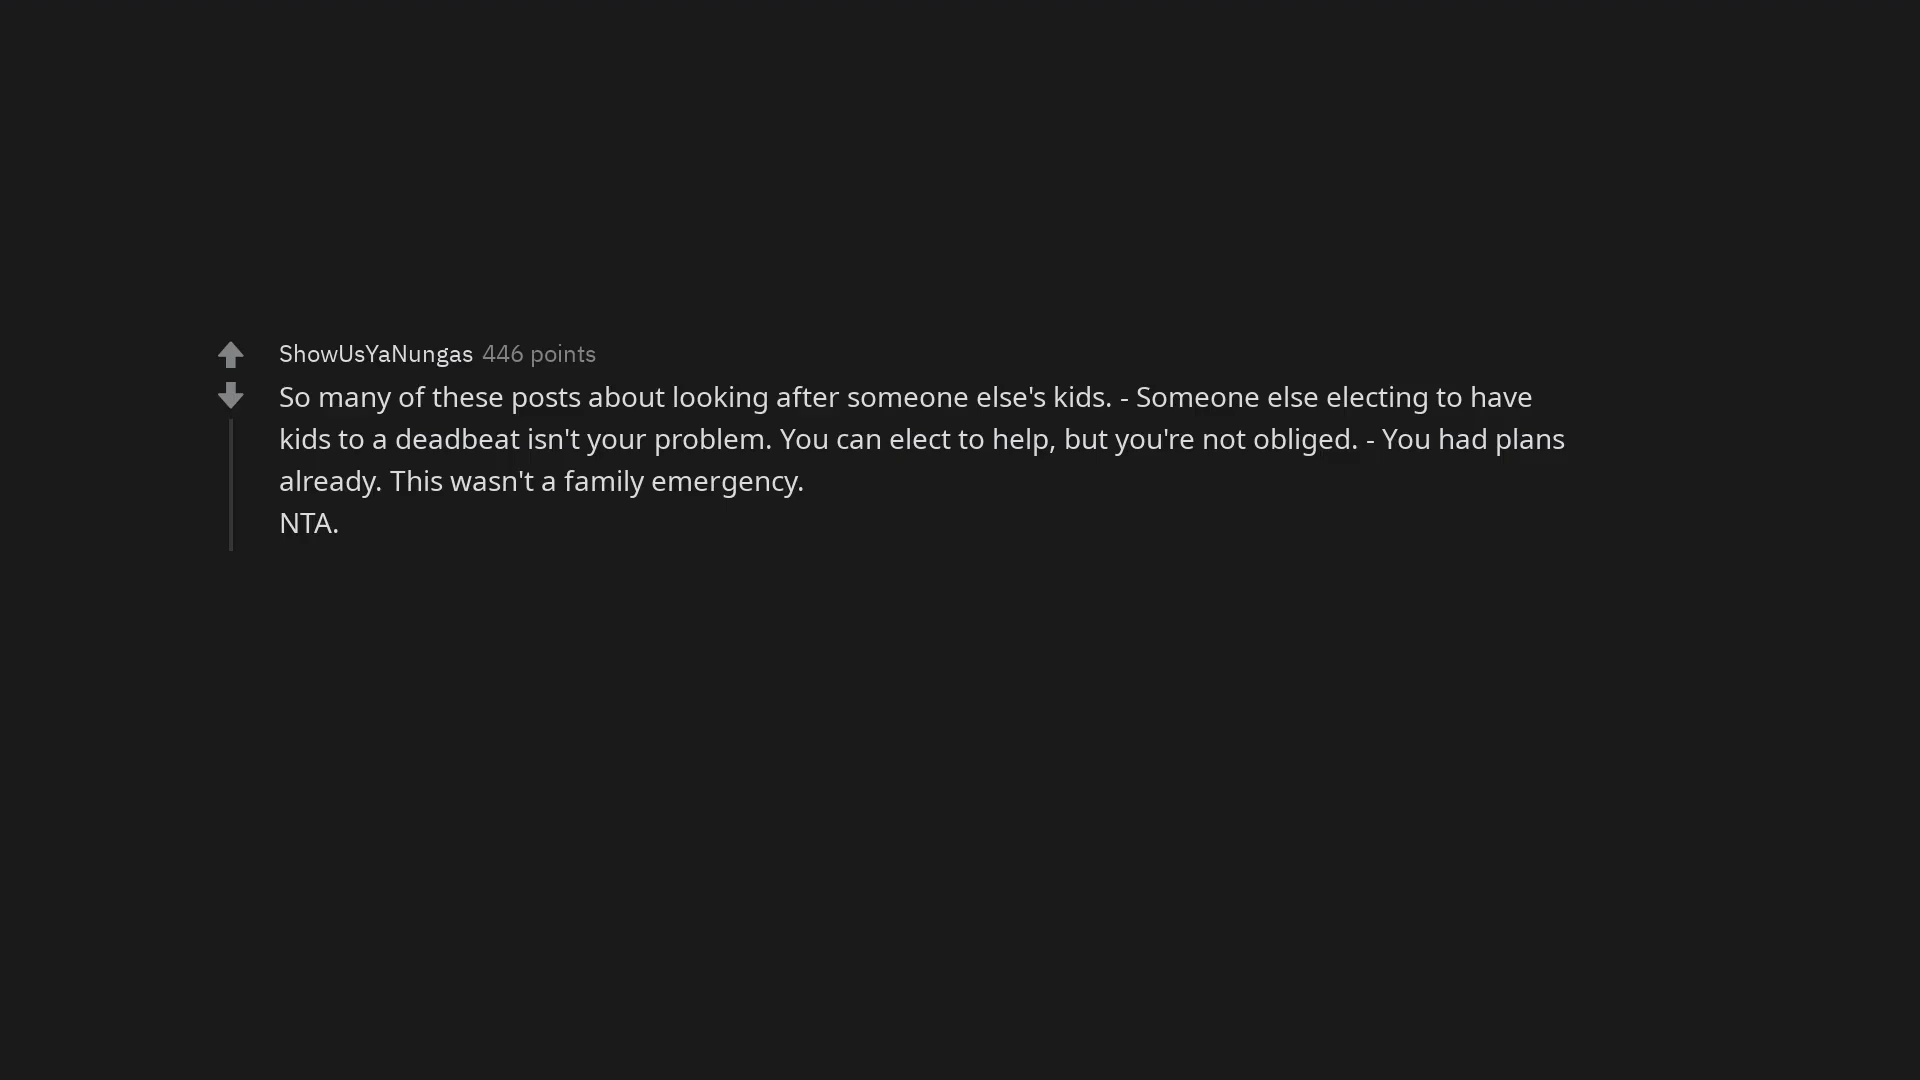 ShowUsYaNungas 446 points
So many of these posts about looking after someone else's kids. - Someone else electing to have
kids to a deadbeat isn't your problem. You can elect to help, but you're not obliged. - You had plans
already. This wasn't a family emergency.
NTA.